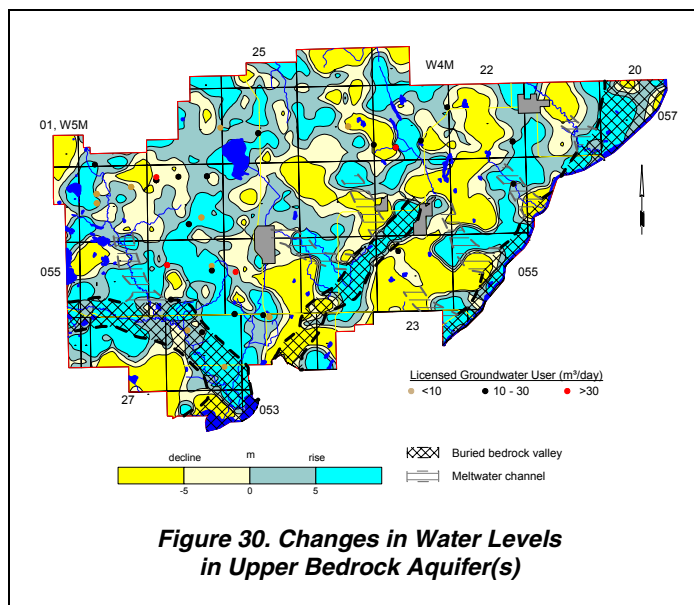 25
W4M
22
20
057
01, W5M
055
055
23
27
053
Licensed Groundwater User (m³/day)
<10 10 - 30 >30
Buried bedrock valley
Meltwater channel
decline m rise
-5 0 5
Figure 30. Changes in Water Levels
in Upper Bedrock Aquifer(s)